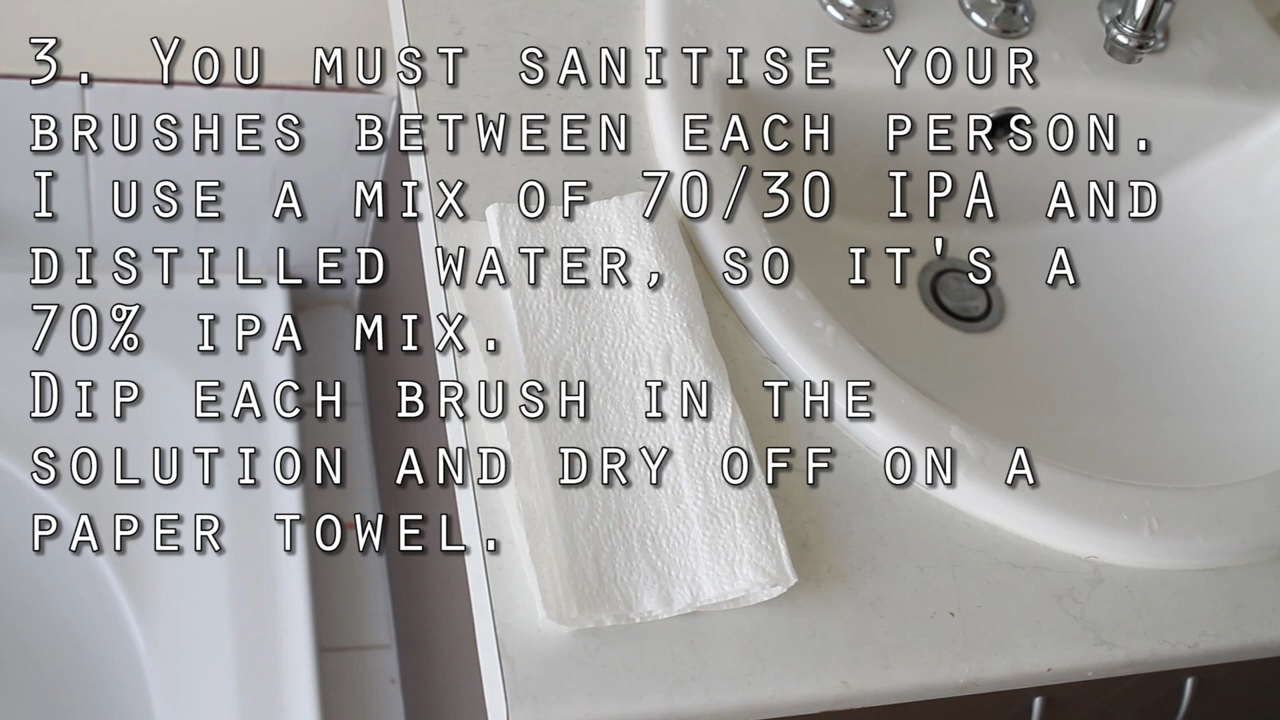 3. You must sanitise your
brushes between each person.
I use a mix of 70/30 IPA and
distilled water, so it's a
70% ipa mix.
Dip each brush in the
solution and dry off on a
paper towel.